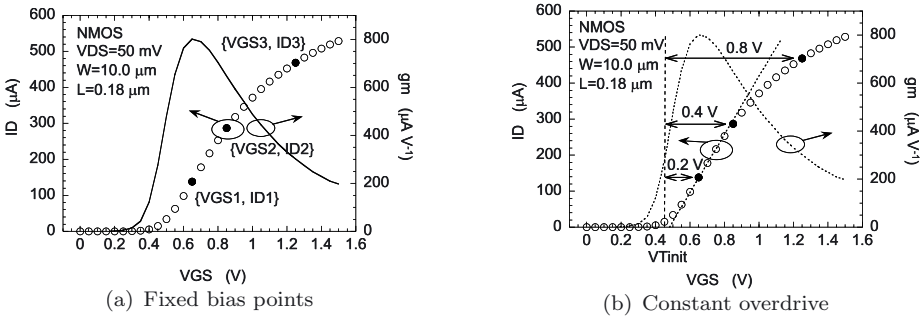 600
500
400
300
200
100
0
ID (μA)
NMOS
VDS=50 mV
W=10.0 μm
L=0.18 μm
{VGS3, ID3}
{VGS2, ID2}
{VGS1, ID1}
800
600
400
200
0
gm (μA V⁻¹)
0 0.2 0.4 0.6 0.8 1 1.2 1.4 1.6
VGS (V)
(a) Fixed bias points
600
500
400
300
200
100
0
ID (μA)
NMOS
VDS=50 mV
W=10.0 μm
L=0.18 μm
0.8 V
0.4 V
0.2 V
800
600
400
200
0
gm (μA V⁻¹)
0 0.2 0.4 0.6 0.8 1 1.2 1.4 1.6
VTinit
VGS (V)
(b) Constant overdrive